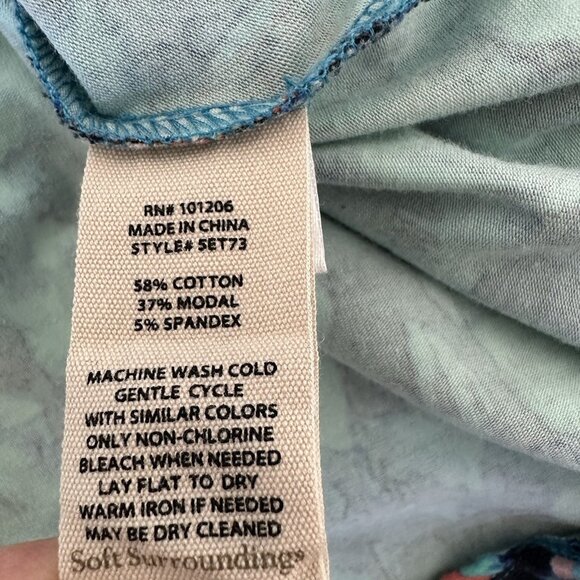 RN# 101206
MADE IN CHINA
STYLE# 5ET73
58% COTTON
37% MODAL
5% SPANDEX
MACHINE WASH COLD
GENTLE CYCLE
WITH SIMILAR COLORS
ONLY NON-CHLORINE
BLEACH WHEN NEEDED
LAY FLAT TO DRY
WARM IRON IF NEEDED
MAY BE DRY CLEANED
Soft Surroundings